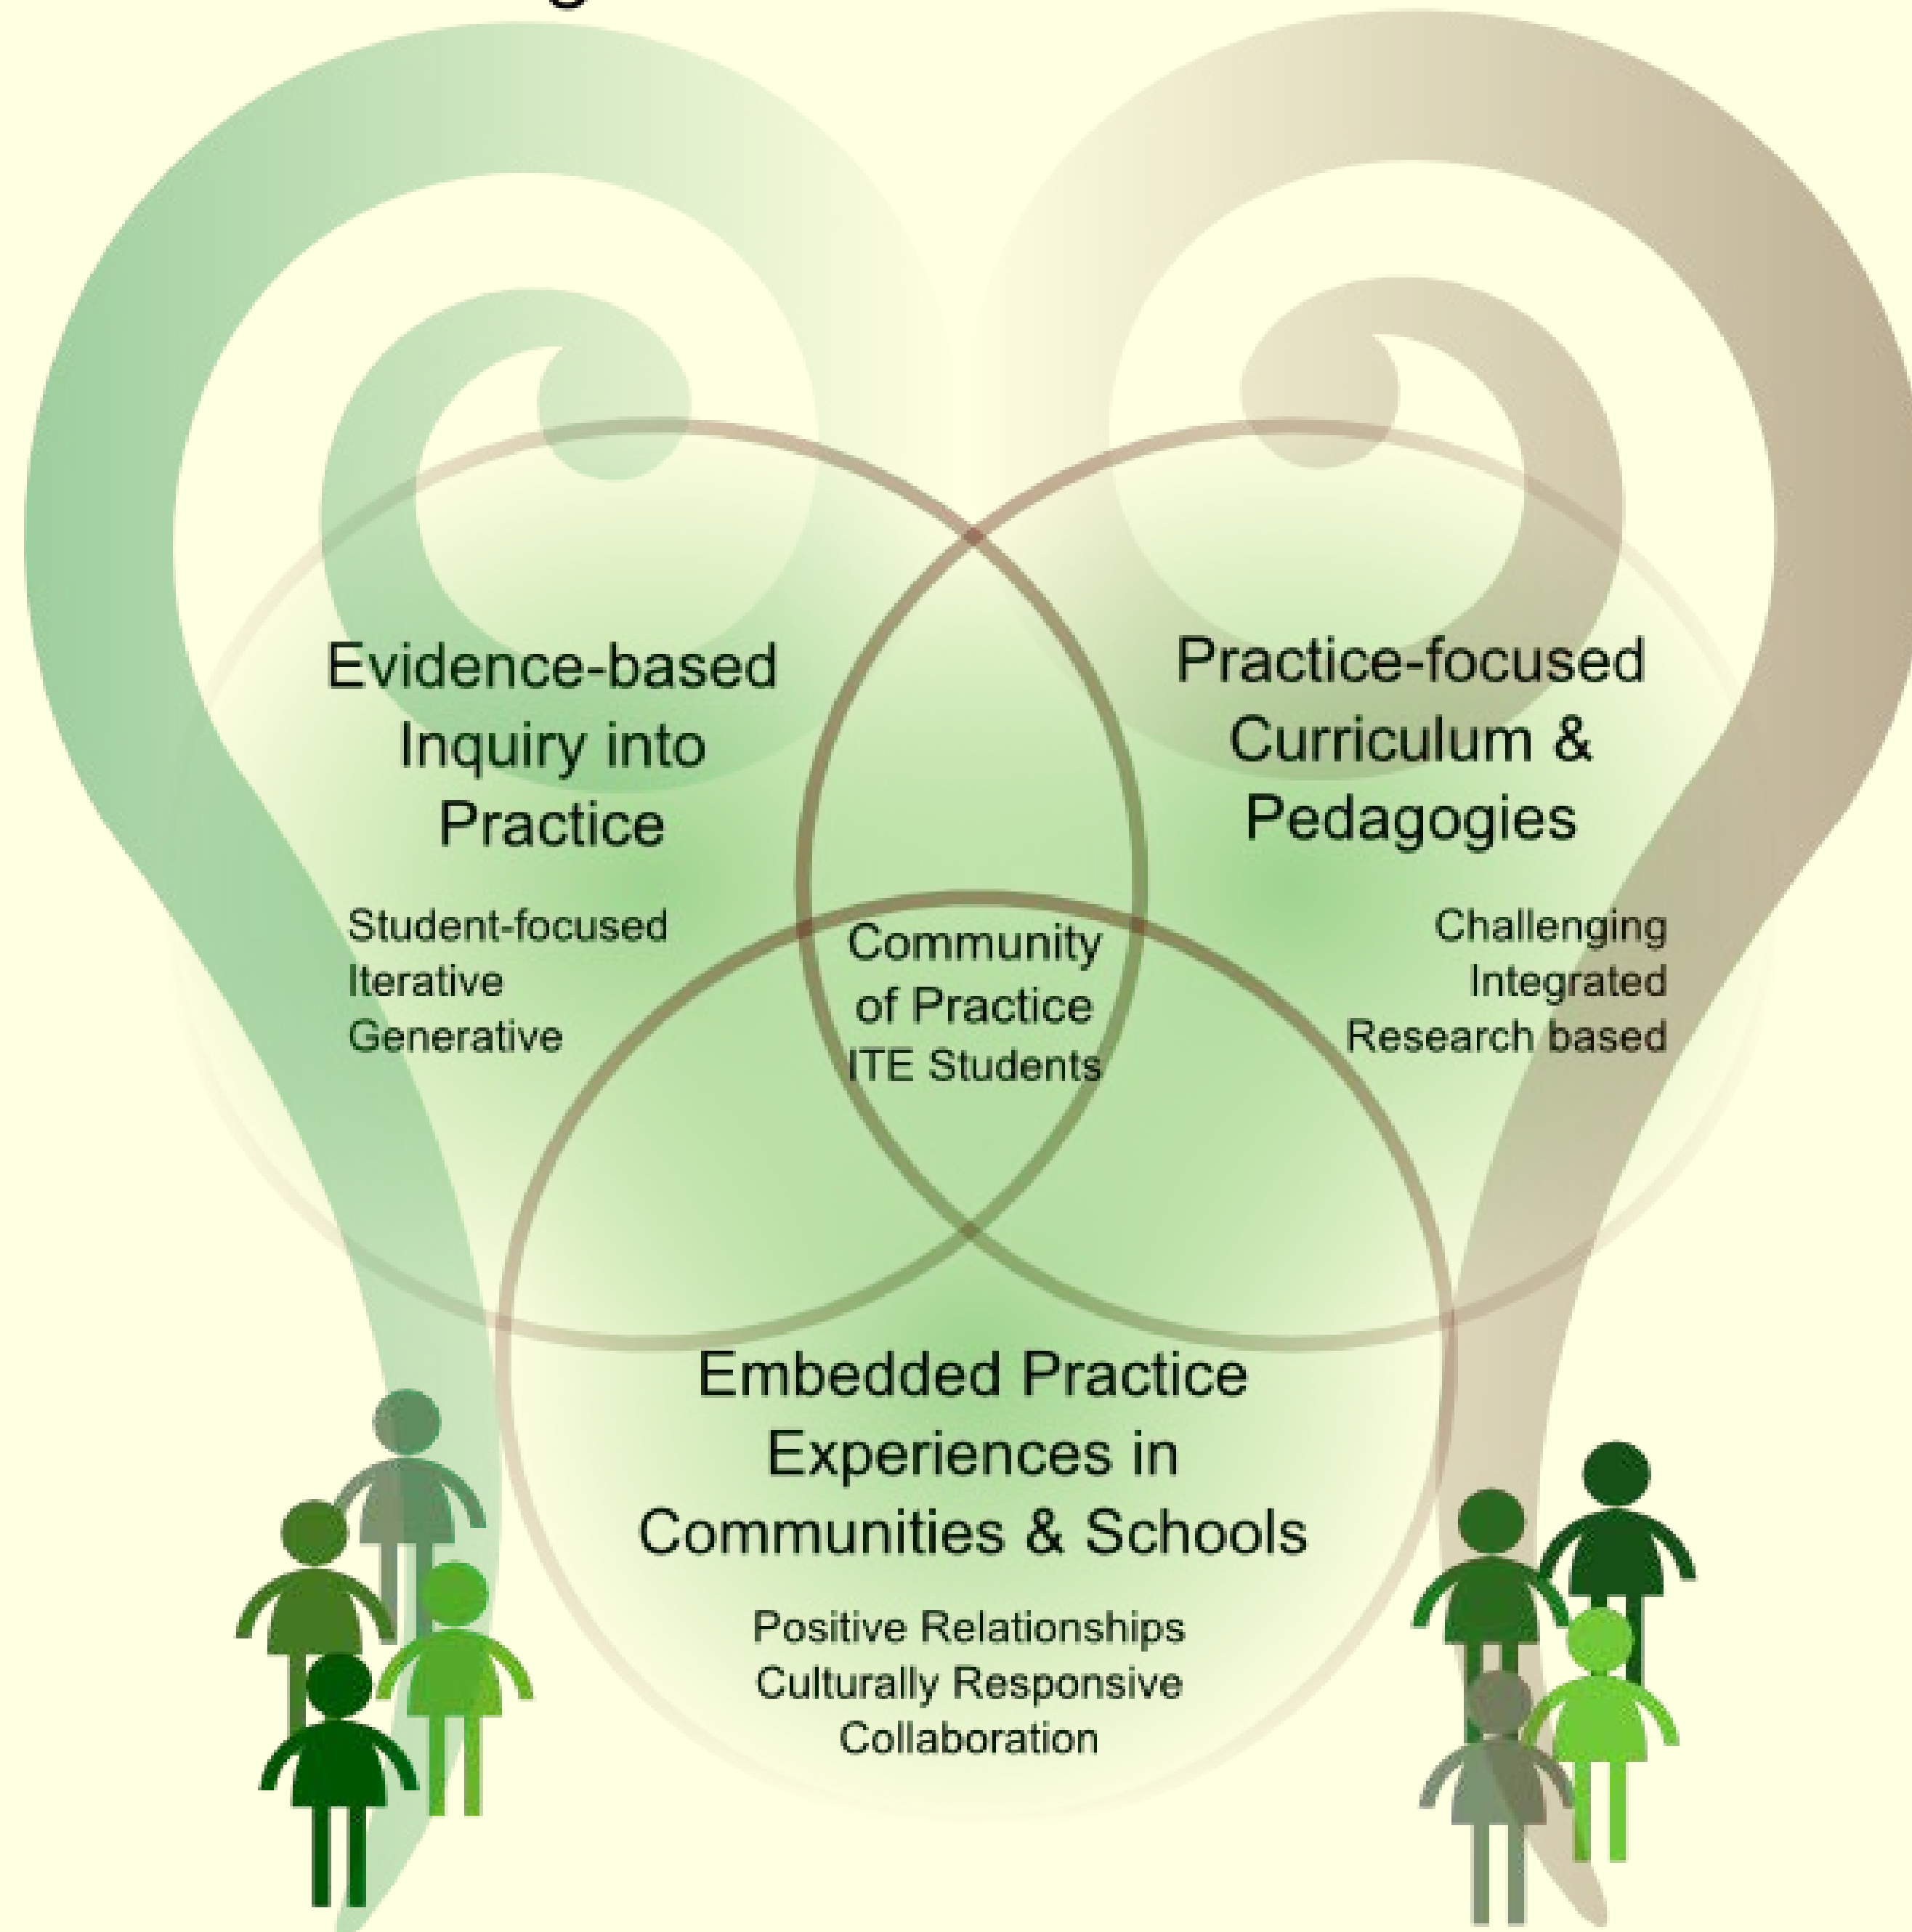 Evidence-based
Inquiry into
Practice
Student-focused
Iterative
Generative
Practice-focused
Curriculum &
Pedagogies
Challenging
Integrated
Research based
Community
of Practice
ITE Students
Embedded Practice
Experiences in
Communities & Schools
Positive Relationships
Culturally Responsive
Collaboration